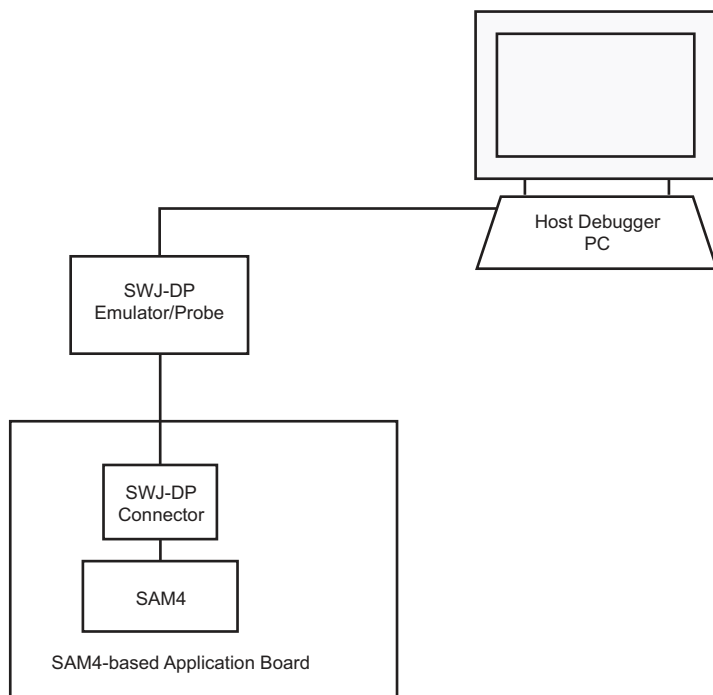 Host Debugger
PC
SWJ-DP
Emulator/Probe
SWJ-DP
Connector
SAM4
SAM4-based Application Board